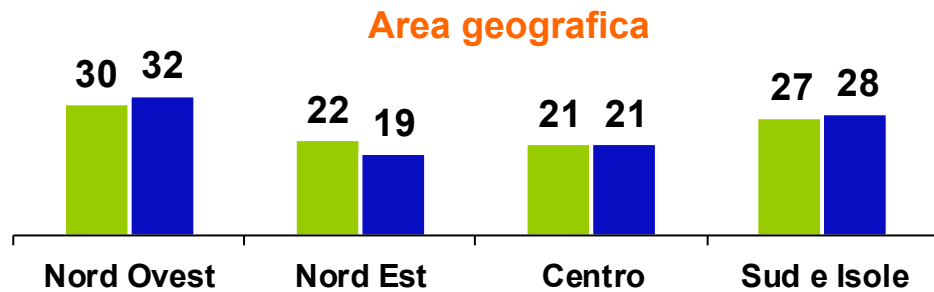 Area geografica
30 32 22 19 21 21 27 28
Nord Ovest Nord Est Centro Sud e Isole